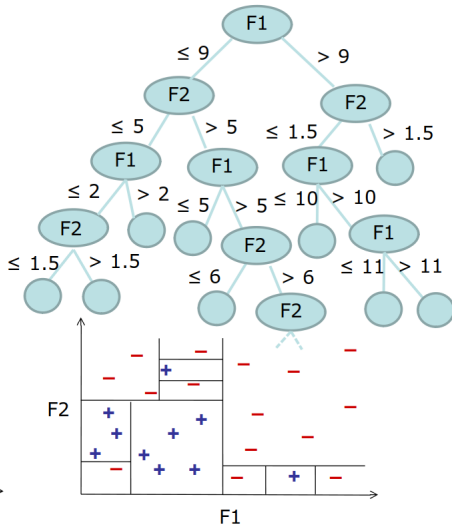 F1
≤ 9 > 9
F2 F2
≤ 5 > 5 ≤ 1.5 > 1.5
F1 F1 F1
≤ 2 > 2 ≤ 5 > 5 ≤ 10 > 10
F2 F2 F1
≤ 1.5 > 1.5 ≤ 6 > 6 ≤ 11 > 11
F2
F2
F1